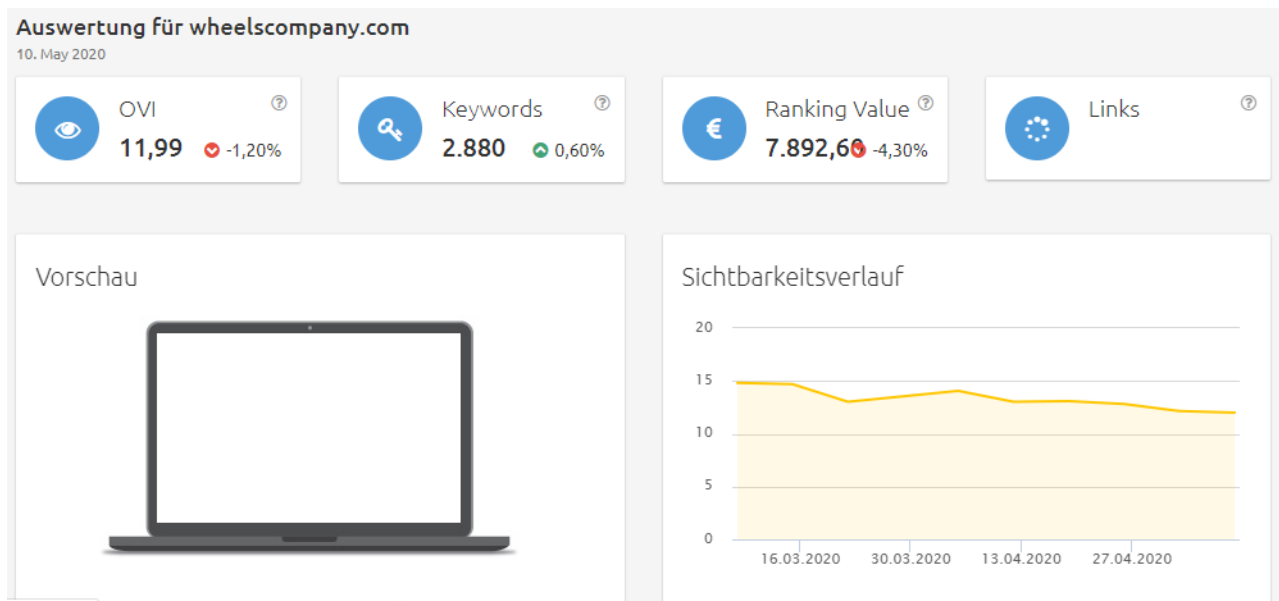 Auswertung für wheelscompany.com
10. May 2020
OVI
11,99 -1,20%
Keywords
2.880 0,60%
Ranking Value
€
7.892,60 -4,30%
Links
Vorschau
Sichtbarkeitsverlauf
20
15
10
5
0
16.03.2020 30.03.2020 13.04.2020 27.04.2020